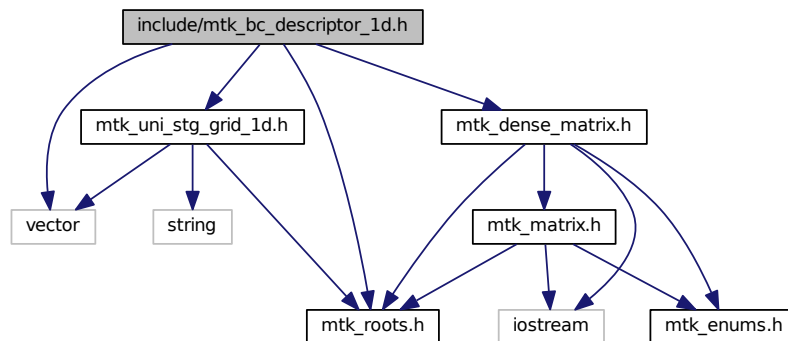 include/mtk_bc_descriptor_1d.h
mtk_uni_stg_grid_1d.h
mtk_dense_matrix.h
vector
string
mtk_matrix.h
mtk_roots.h
iostream
mtk_enums.h